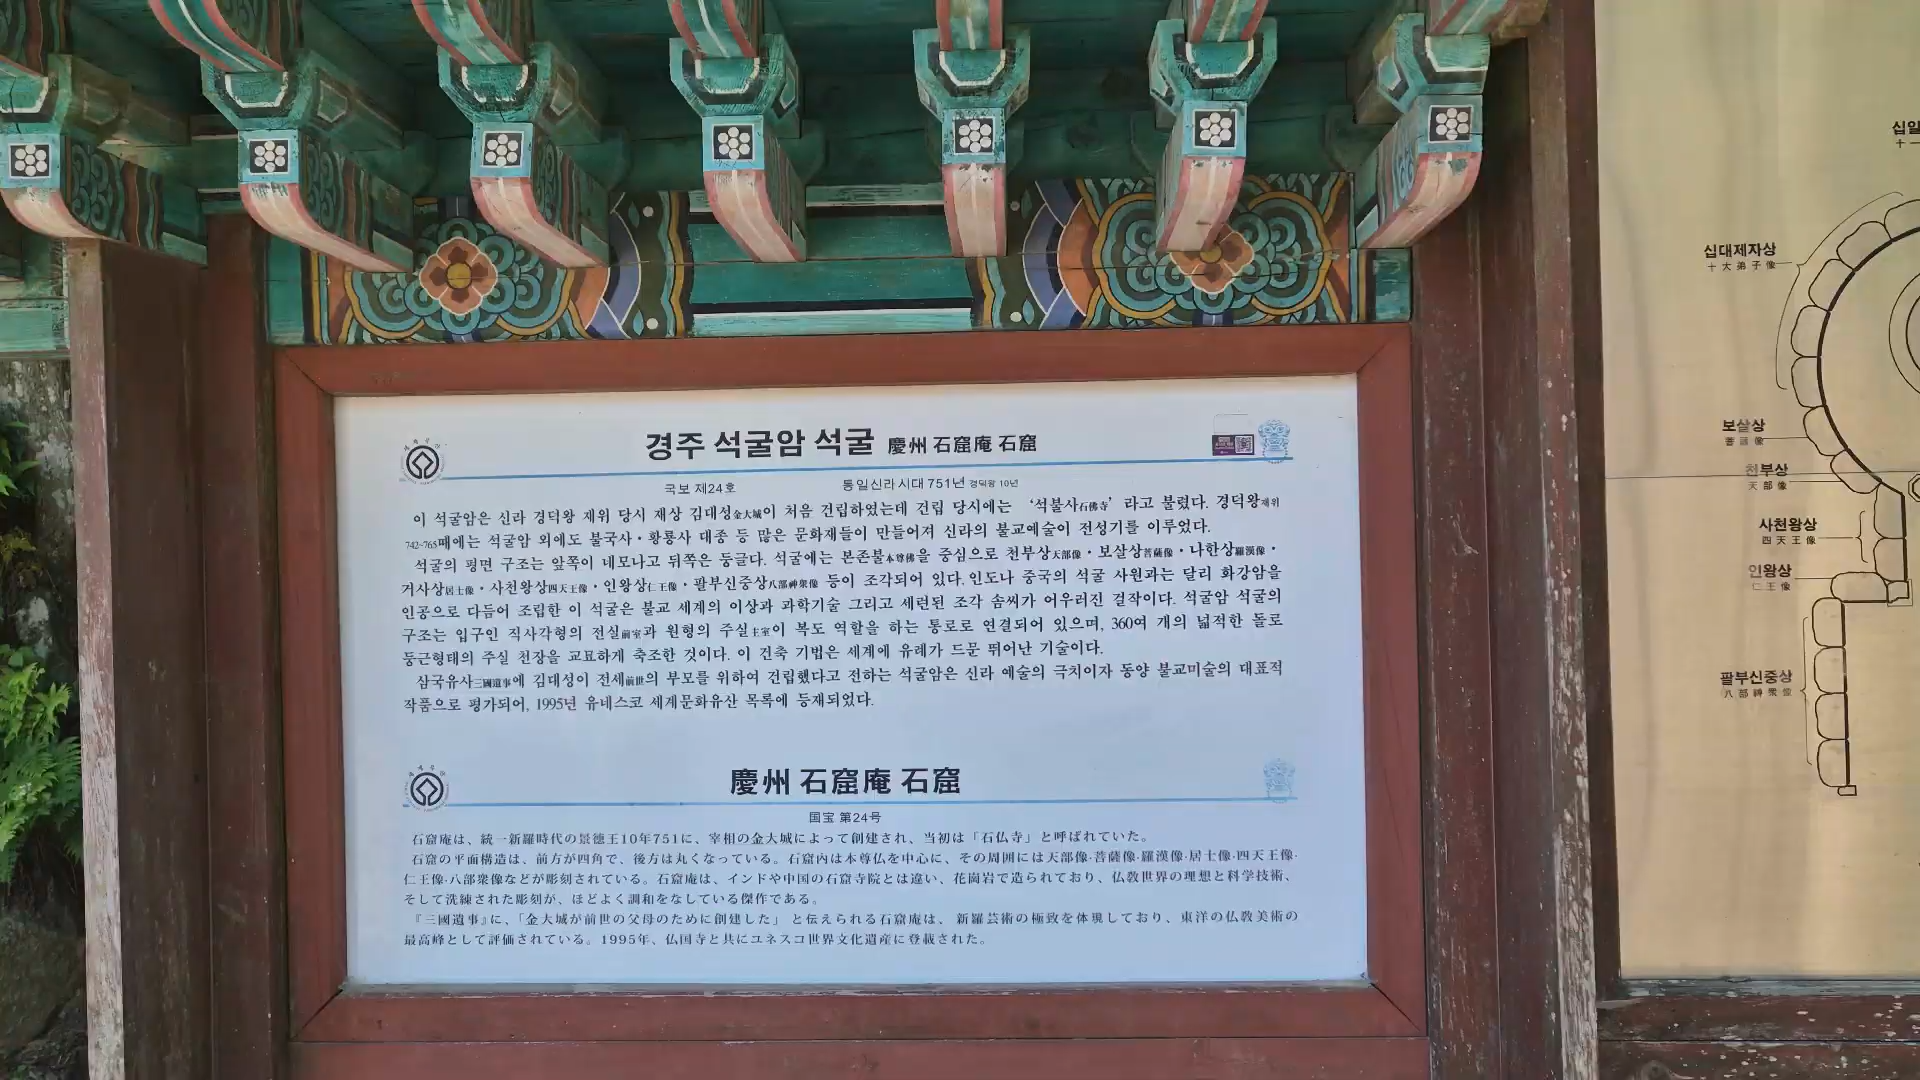 경주 석굴암 석굴 慶州 石窟庵 石窟
국보 제24호 통일신라시대 751년 경덕왕 10년
이 석굴암은 신라 경덕왕 재위 당시 재상 김대성金大城이 처음 건립하였는데 건립 당시에는 ‘석불사石佛寺’라고 불렸다. 경덕왕재위
742~765때에는 석굴암 외에도 불국사·황룡사 대종 등 많은 문화재들이 만들어져 신라의 불교예술이 전성기를 이루었다.
석굴의 평면 구조는 앞쪽이 네모나고 뒤쪽은 둥글다. 석굴에는 본존불本尊佛을 중심으로 천부상天部像·보살상菩薩像·나한상羅漢像·
거사상居士像·사천왕상四天王像·인왕상仁王像·팔부신중상八部神衆像 등이 조각되어 있다. 인도나 중국의 석굴 사원과는 달리 화강암을
인공으로 다듬어 조립한 이 석굴은 불교 세계의 이상과 과학기술 그리고 세련된 조각 솜씨가 어우러진 걸작이다. 석굴암 석굴의
구조는 입구인 직사각형의 전실前室과 원형의 주실主室이 복도 역할을 하는 통로로 연결되어 있으며, 360여 개의 넓적한 돌로
둥근형태의 주실 천장을 교묘하게 축조한 것이다. 이 건축 기법은 세계에 유례가 드문 뛰어난 기술이다.
삼국유사三國遺事에 김대성이 전세前世의 부모를 위하여 건립했다고 전하는 석굴암은 신라 예술의 극치이자 동양 불교미술의 대표적
작품으로 평가되어, 1995년 유네스코 세계문화유산 목록에 등재되었다.
慶州 石窟庵 石窟
国宝 第24号
石窟庵は、統一新羅時代の景徳王10年751に、宰相の金大城によって創建され、当初は「石仏寺」と呼ばれていた。
石窟の平面構造は、前方が四角で、後方は丸くなっている。石窟内は本尊仏を中心に、その周囲には天部像·菩薩像·羅漢像·居士像·四天王像·
仁王像·八部衆像などが彫刻されている。石窟庵は、インドや中国の石窟寺院とは違い、花崗岩で造られており、仏教世界の理想と科学技術、
そして洗練された彫刻が、ほどよく調和をなしている傑作である。
『三國遺事』に、「金大城が前世の父母のために創建した」と伝えられる石窟庵は、新羅芸術の極致を体現しており、東洋の仏教美術の
最高峰として評価されている。1995年、仏国寺と共にユネスコ世界文化遺産に登載された。
십일
十一
십대제자상
十大弟子像
보살상
菩薩像
천부상
天部像
사천왕상
四天王像
인왕상
仁王像
팔부신중상
八部神衆像